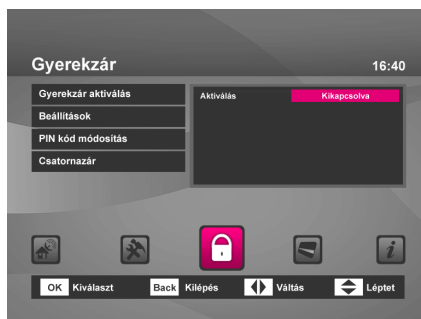 Gyerekzár 16:40
Gyerekzár aktiválás
Beállítások
PIN kód módosítás
Csatornazár
Aktiválás Kikapcsolva
OK Kiválaszt Back Kilépés Váltás Léptet